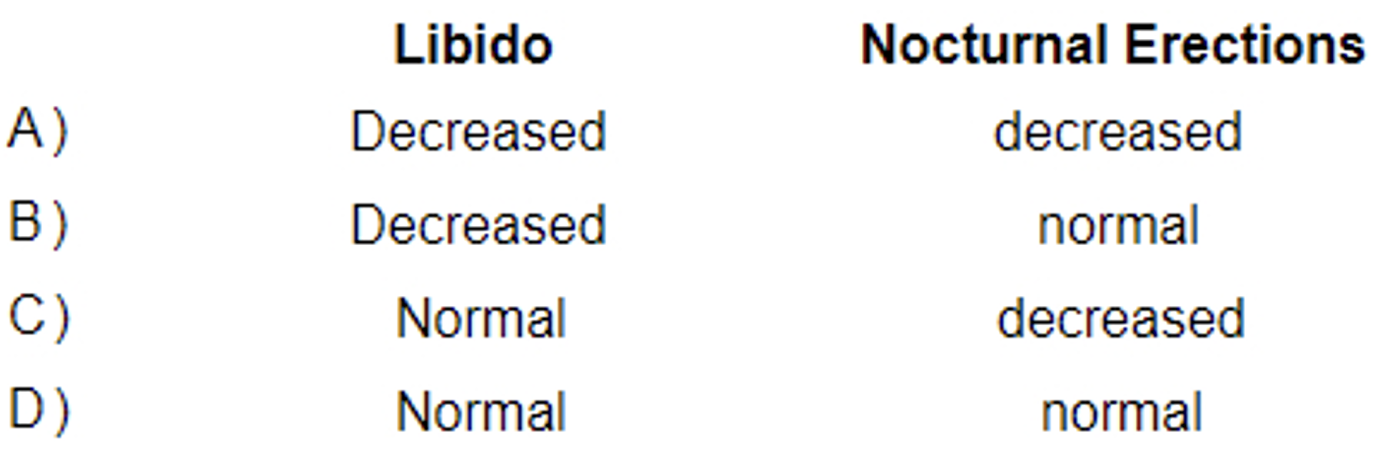 Libido Nocturnal Erections
A) Decreased decreased
B) Decreased normal
C) Normal decreased
D) Normal normal